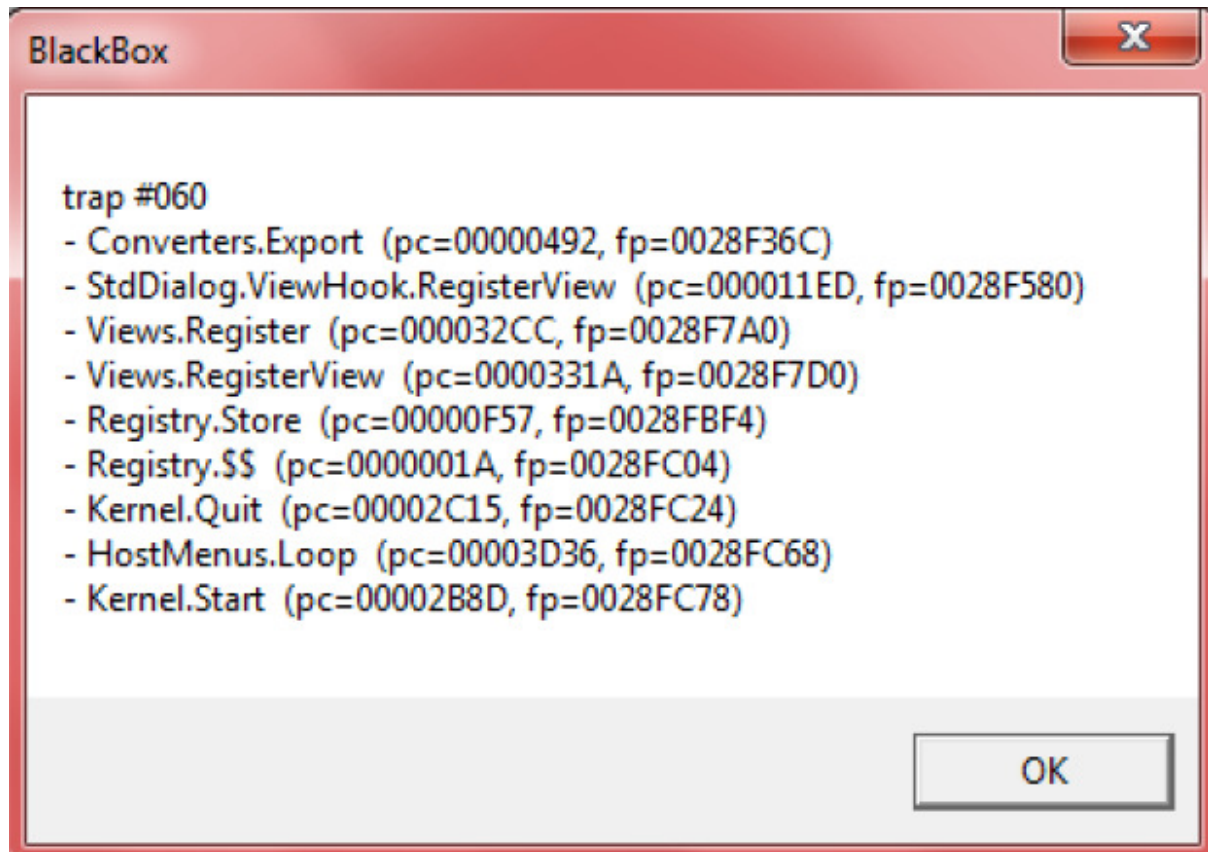 BlackBox
trap #060
- Converters.Export (pc=00000492, fp=0028F36C)
- StdDialog.ViewHook.RegisterView (pc=000011ED, fp=0028F580)
- Views.Register (pc=000032CC, fp=0028F7A0)
- Views.RegisterView (pc=0000331A, fp=0028F7D0)
- Registry.Store (pc=00000F57, fp=0028FBF4)
- Registry.$$ (pc=0000001A, fp=0028FC04)
- Kernel.Quit (pc=00002C15, fp=0028FC24)
- HostMenus.Loop (pc=00003D36, fp=0028FC68)
- Kernel.Start (pc=00002B8D, fp=0028FC78)
OK